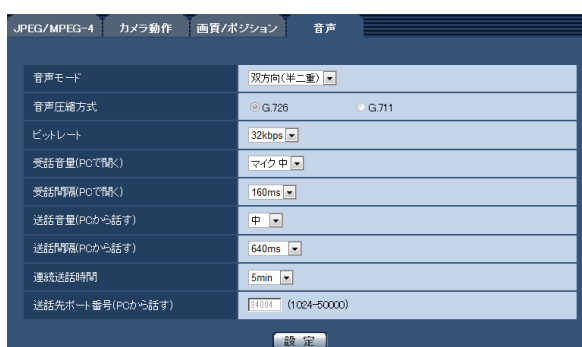 JPEG/MPEG-4 カメラ動作 画質/ポジション 音声
音声モード 双方向(半二重)
音声圧縮方式 G.726 G.711
ビットレート 32kbps
受話音量(PCで聞く) マイク 中
受話間隔(PCで聞く) 160ms
送話音量(PCから話す) 中
送話間隔(PCから話す) 640ms
連続送話時間 5min
送話先ポート番号(PCから話す) 34004 (1024-50000)
設定